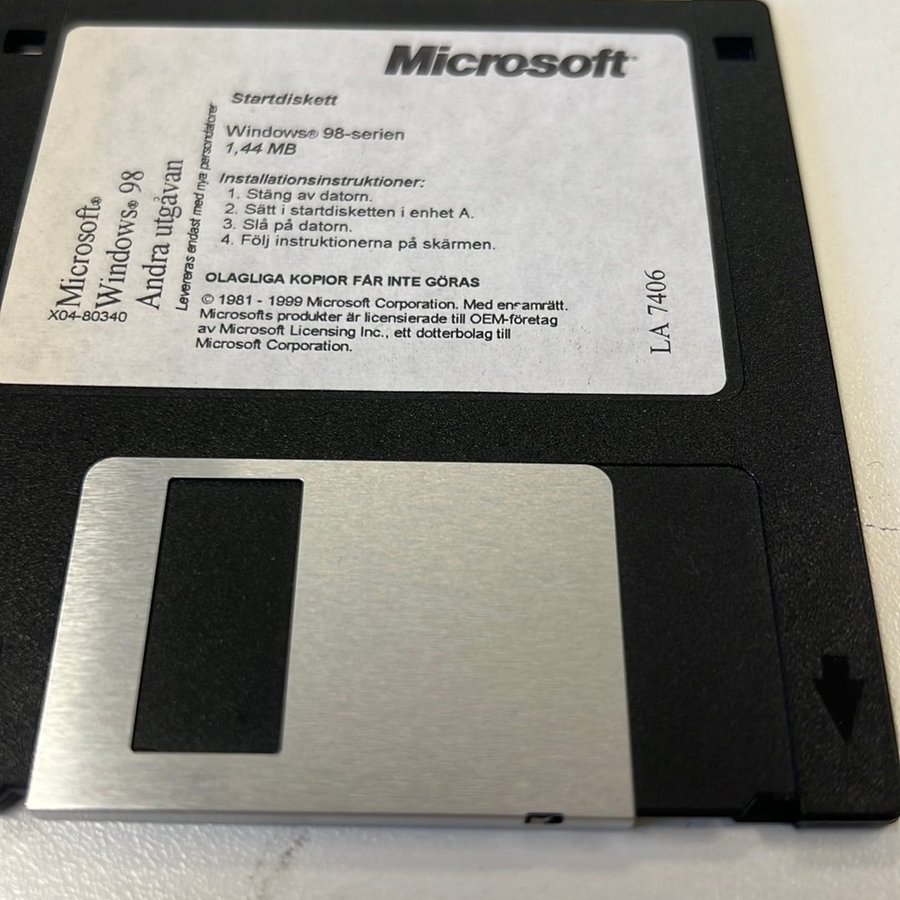 Microsoft
Startdiskett
Windows® 98-serien
1,44 MB
Installationsinstruktioner:
1. Stäng av datorn.
2. Sätt i startdisketten i enhet A.
3. Slå på datorn.
4. Följ instruktionerna på skärmen.
OLAGLIGA KOPIOR FÅR INTE GÖRAS
© 1981 - 1999 Microsoft Corporation. Med ensamrätt.
Microsofts produkter är licensierade till OEM-företag
av Microsoft Licensing Inc., ett dotterbolag till
Microsoft Corporation.
Microsoft®
Windows® 98
Andra utgåvan
Levereras endast med nya persondatorer
X04-80340
LA 7406